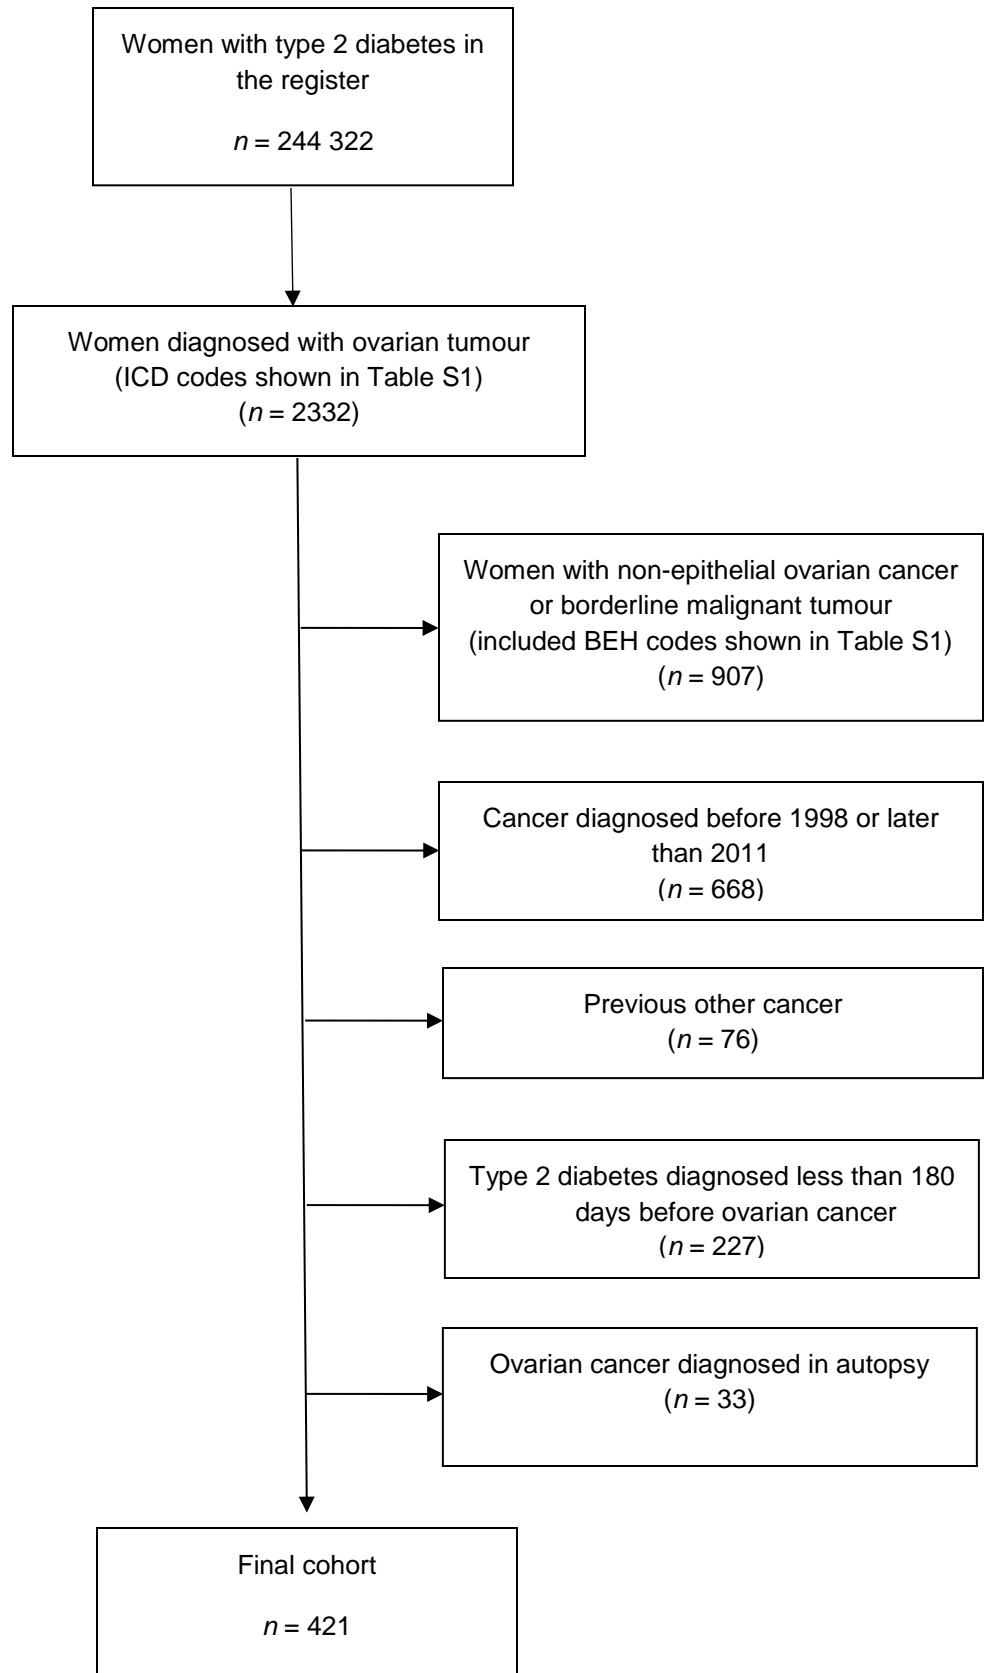 Women with type 2 diabetes in
the register
n = 244 322
Women diagnosed with ovarian tumour
(ICD codes shown in Table S1)
(n = 2332)
Women with non-epithelial ovarian cancer
or borderline malignant tumour
(included BEH codes shown in Table S1)
(n = 907)
Cancer diagnosed before 1998 or later
than 2011
(n = 668)
Previous other cancer
(n = 76)
Type 2 diabetes diagnosed less than 180
days before ovarian cancer
(n = 227)
Ovarian cancer diagnosed in autopsy
(n = 33)
Final cohort
n = 421